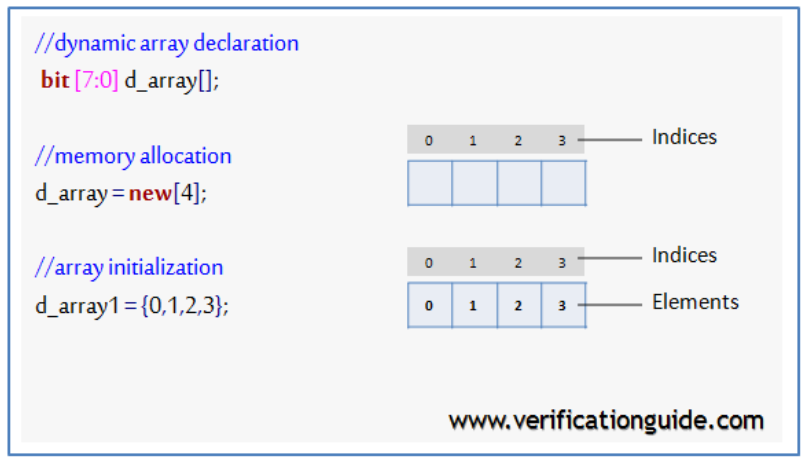 //dynamic array declaration
bit [7:0] d_array[];
//memory allocation
d_array = new[4];
0 1 2 3 Indices
//array initialization
d_array1 = {0,1,2,3};
0 1 2 3 Indices
0 1 2 3 Elements
www.verificationguide.com